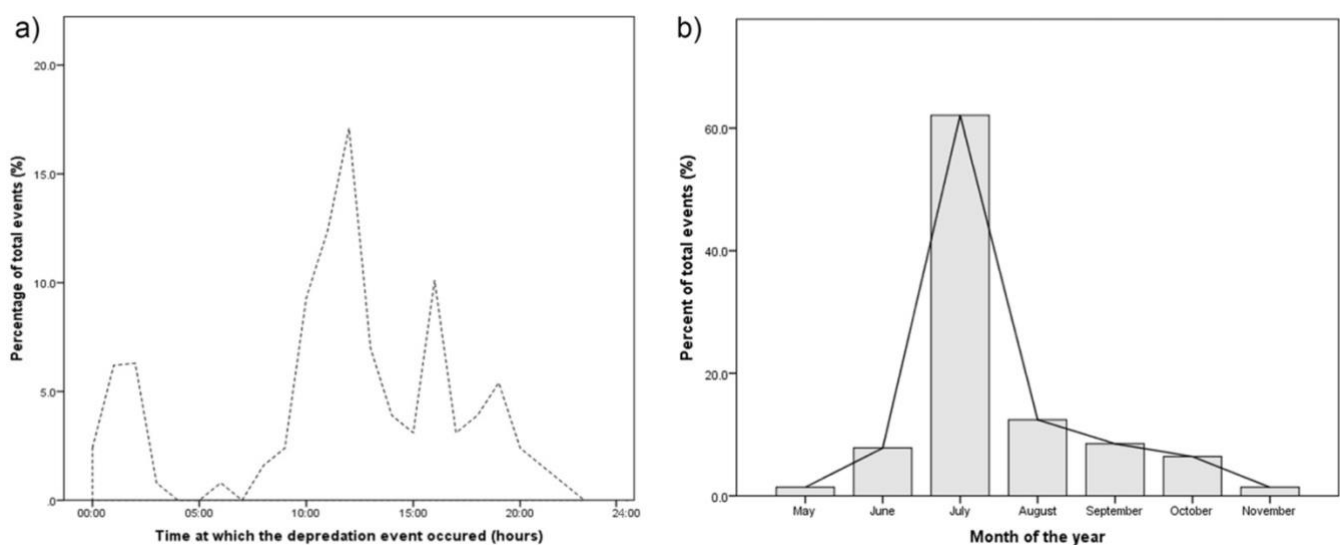 a)
20.0
15.0
10.0
5.0
.0
Percentage of total events (%)
00:00 05:00 10:00 15:00 20:00 24:00
Time at which the depredation event occured (hours)
b)
60.0
40.0
20.0
0.0
Percent of total events (%)
May June July August September October November
Month of the year